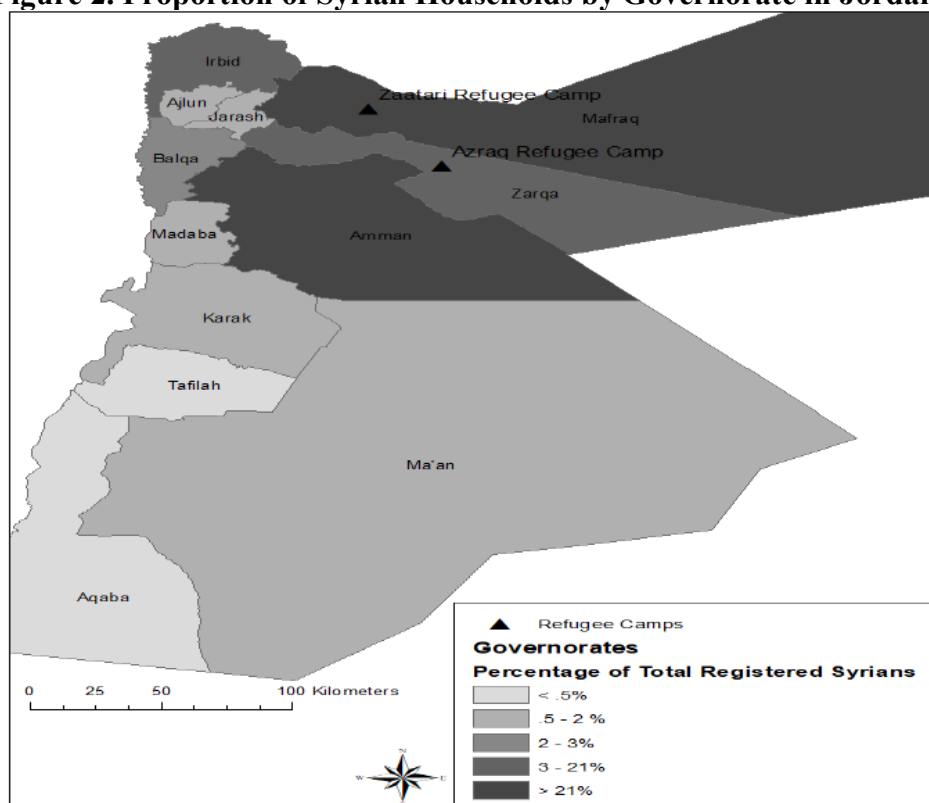 Figure 2: Proportion of Syrian Households by Governorate in Jordan
Irbid
Zaatari Refugee Camp
Ajlun
Jarash
Mafraq
Balqa
Azraq Refugee Camp
Zarqa
Madaba
Amman
Karak
Tafilah
Ma'an
Aqaba
Refugee Camps
Governorates
Percentage of Total Registered Syrians
< .5%
.5 - 2 %
2 - 3%
3 - 21%
> 21%
0 25 50 100 Kilometers
N
W E
S